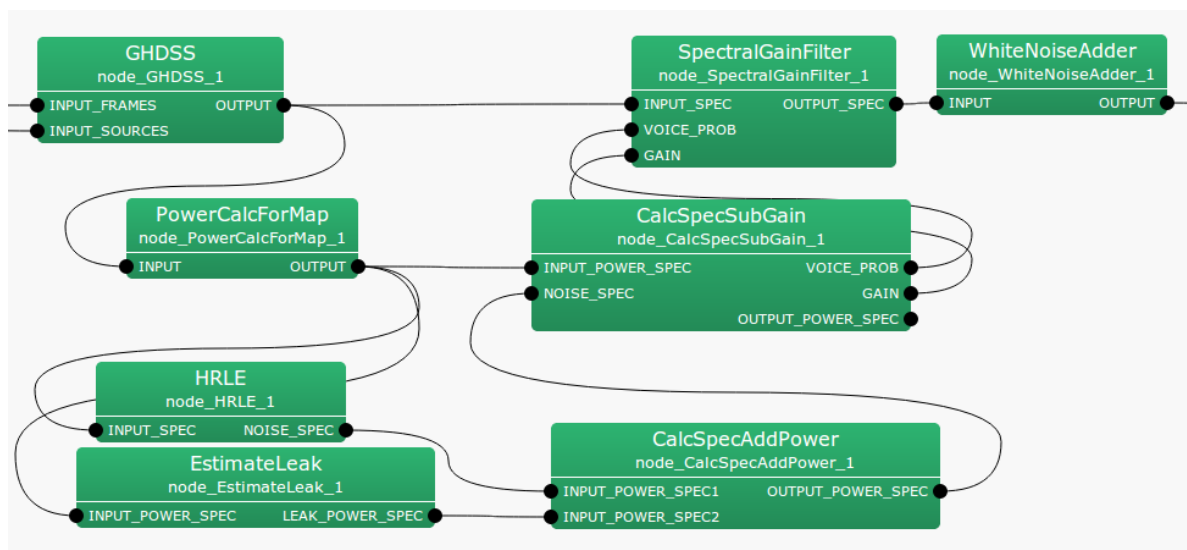 GHDSS
node_GHDSS_1
INPUT_FRAMES OUTPUT
INPUT_SOURCES
SpectralGainFilter
node_SpectralGainFilter_1
INPUT_SPEC OUTPUT_SPEC
VOICE_PROB
GAIN
WhiteNoiseAdder
node_WhiteNoiseAdder_1
INPUT OUTPUT
PowerCalcForMap
node_PowerCalcForMap_1
INPUT OUTPUT
CalcSpecSubGain
node_CalcSpecSubGain_1
INPUT_POWER_SPEC VOICE_PROB
NOISE_SPEC GAIN
OUTPUT_POWER_SPEC
HRLE
node_HRLE_1
INPUT_SPEC NOISE_SPEC
EstimateLeak
node_EstimateLeak_1
INPUT_POWER_SPEC LEAK_POWER_SPEC
CalcSpecAddPower
node_CalcSpecAddPower_1
INPUT_POWER_SPEC1 OUTPUT_POWER_SPEC
INPUT_POWER_SPEC2